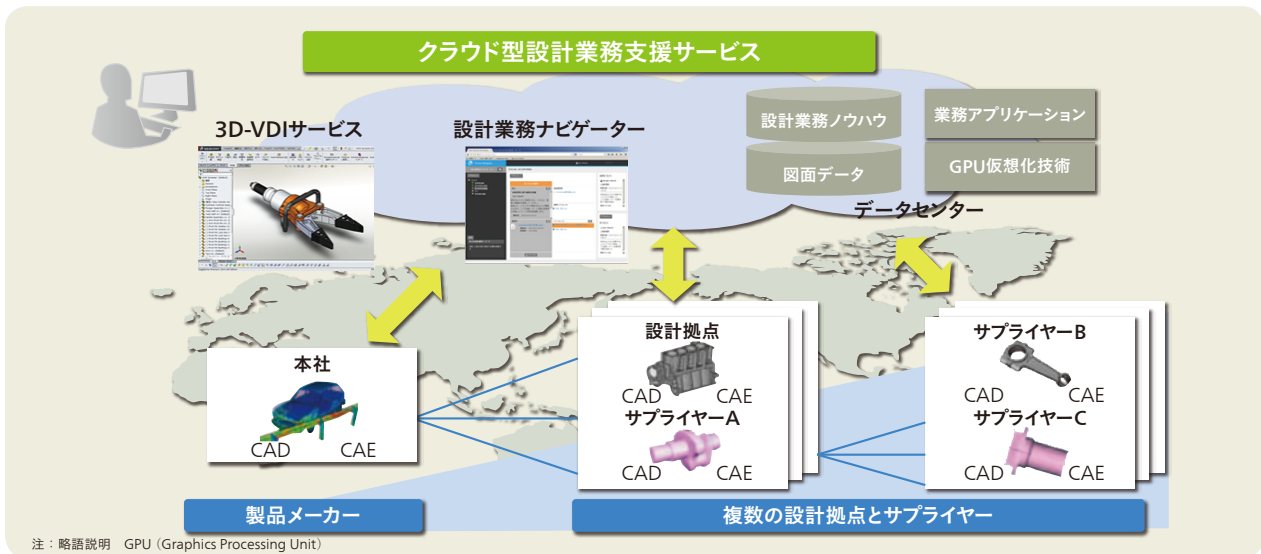 クラウド型設計業務支援サービス
3D-VDIサービス
設計業務ナビゲーター
設計業務ノウハウ
業務アプリケーション
図面データ
GPU仮想化技術
データセンター
本社
CAD CAE
設計拠点
CAD CAE
サプライヤーA
CAD CAE
サプライヤーB
CAD CAE
サプライヤーC
CAD CAE
製品メーカー
複数の設計拠点とサプライヤー
注：略語説明 GPU（Graphics Processing Unit）